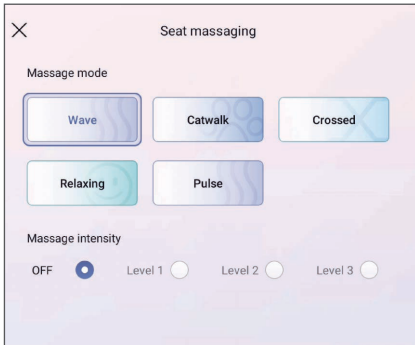 Seat massaging
Massage mode
Wave Catwalk Crossed
Relaxing Pulse
Massage intensity
OFF Level 1 Level 2 Level 3